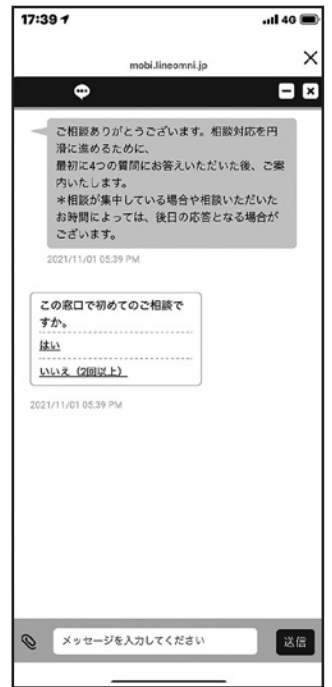 17:39
4G
mobi.lineomni.jp
ご相談ありがとうございます。相談対応を円
滑に進めるために、
最初に4つの質問にお答えいただいた後、ご案
内いたします。
*相談が集中している場合や相談いただいた
お時間によっては、後日の応答となる場合が
ございます。
2021/11/01 05:39 PM
この窓口で初めてのご相談で
すか。
はい
いいえ（2回以上）
2021/11/01 05:39 PM
メッセージを入力してください
送信